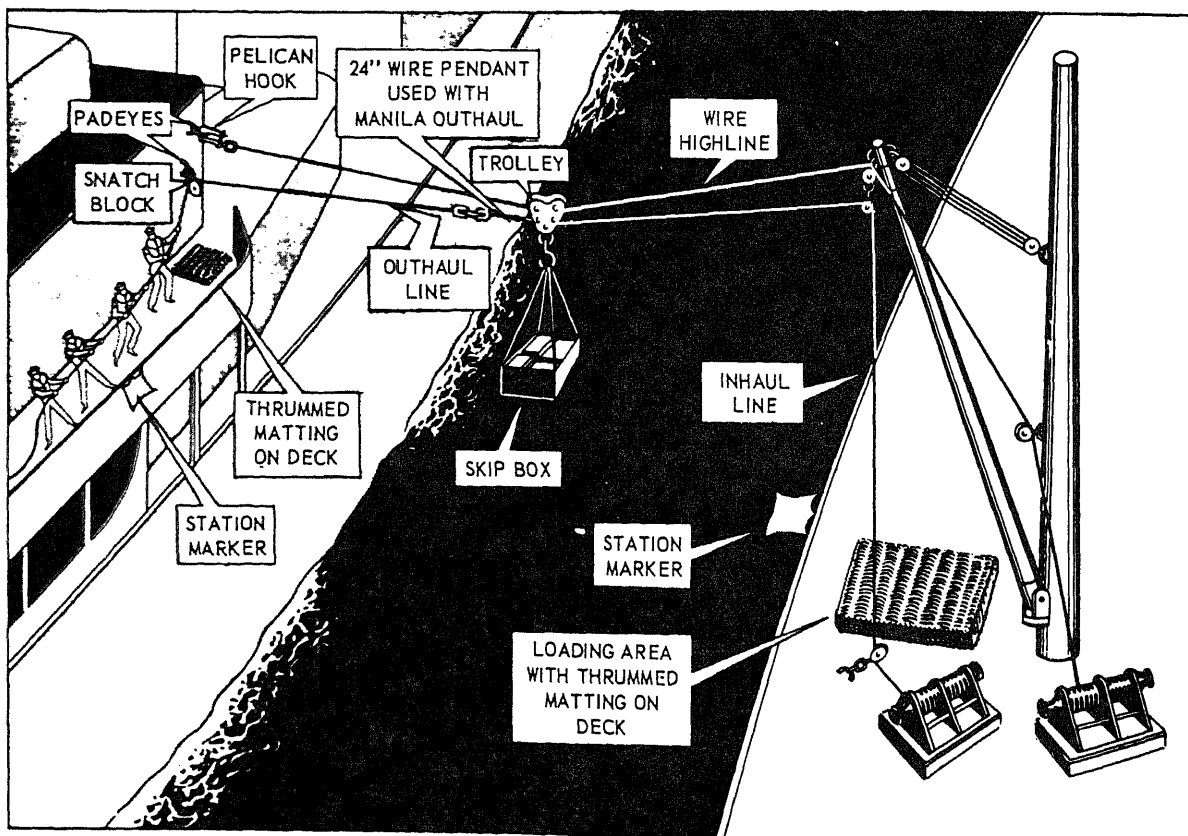 PELICAN
HOOK
24" WIRE PENDANT
USED WITH
MANILA OUTHAUL
PADEYES
WIRE
HIGHLINE
TROLLEY
SNATCH
BLOCK
OUTHAUL
LINE
INHAUL
LINE
THRUMMED
MATTING
ON DECK
SKIP BOX
STATION
MARKER
STATION
MARKER
LOADING AREA
WITH THRUMMED
MATTING ON
DECK